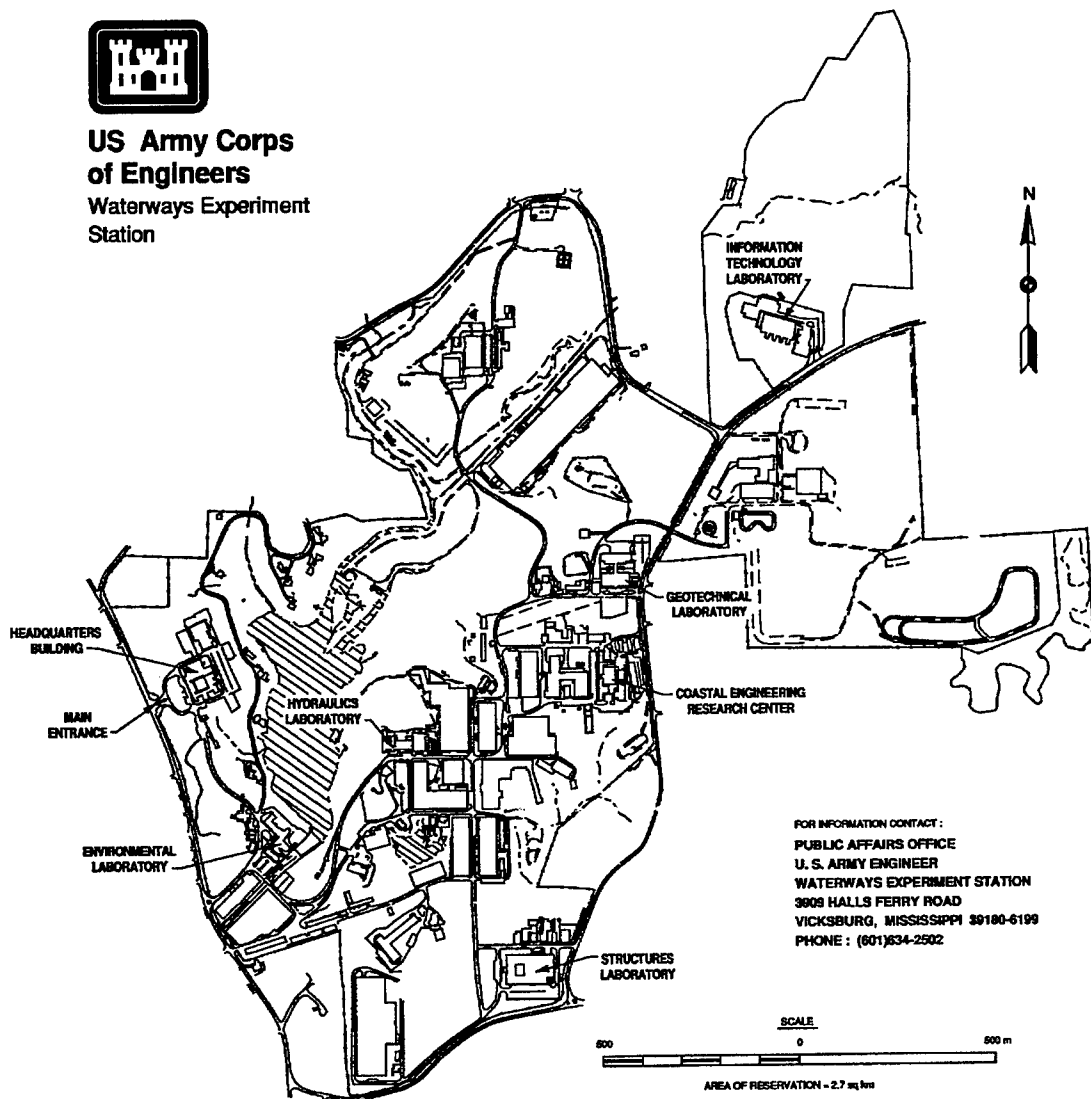 US Army Corps
of Engineers
Waterways Experiment
Station
N
INFORMATION
TECHNOLOGY
LABORATORY
GEOTECHNICAL
LABORATORY
HEADQUARTERS
BUILDING
MAIN
ENTRANCE
HYDRAULICS
LABORATORY
COASTAL ENGINEERING
RESEARCH CENTER
ENVIRONMENTAL
LABORATORY
STRUCTURES
LABORATORY
FOR INFORMATION CONTACT :
PUBLIC AFFAIRS OFFICE
U. S. ARMY ENGINEER
WATERWAYS EXPERIMENT STATION
3909 HALLS FERRY ROAD
VICKSBURG, MISSISSIPPI 39180-6199
PHONE : (601)634-2502
SCALE
500 0 500 m
AREA OF RESERVATION - 2.7 sq km